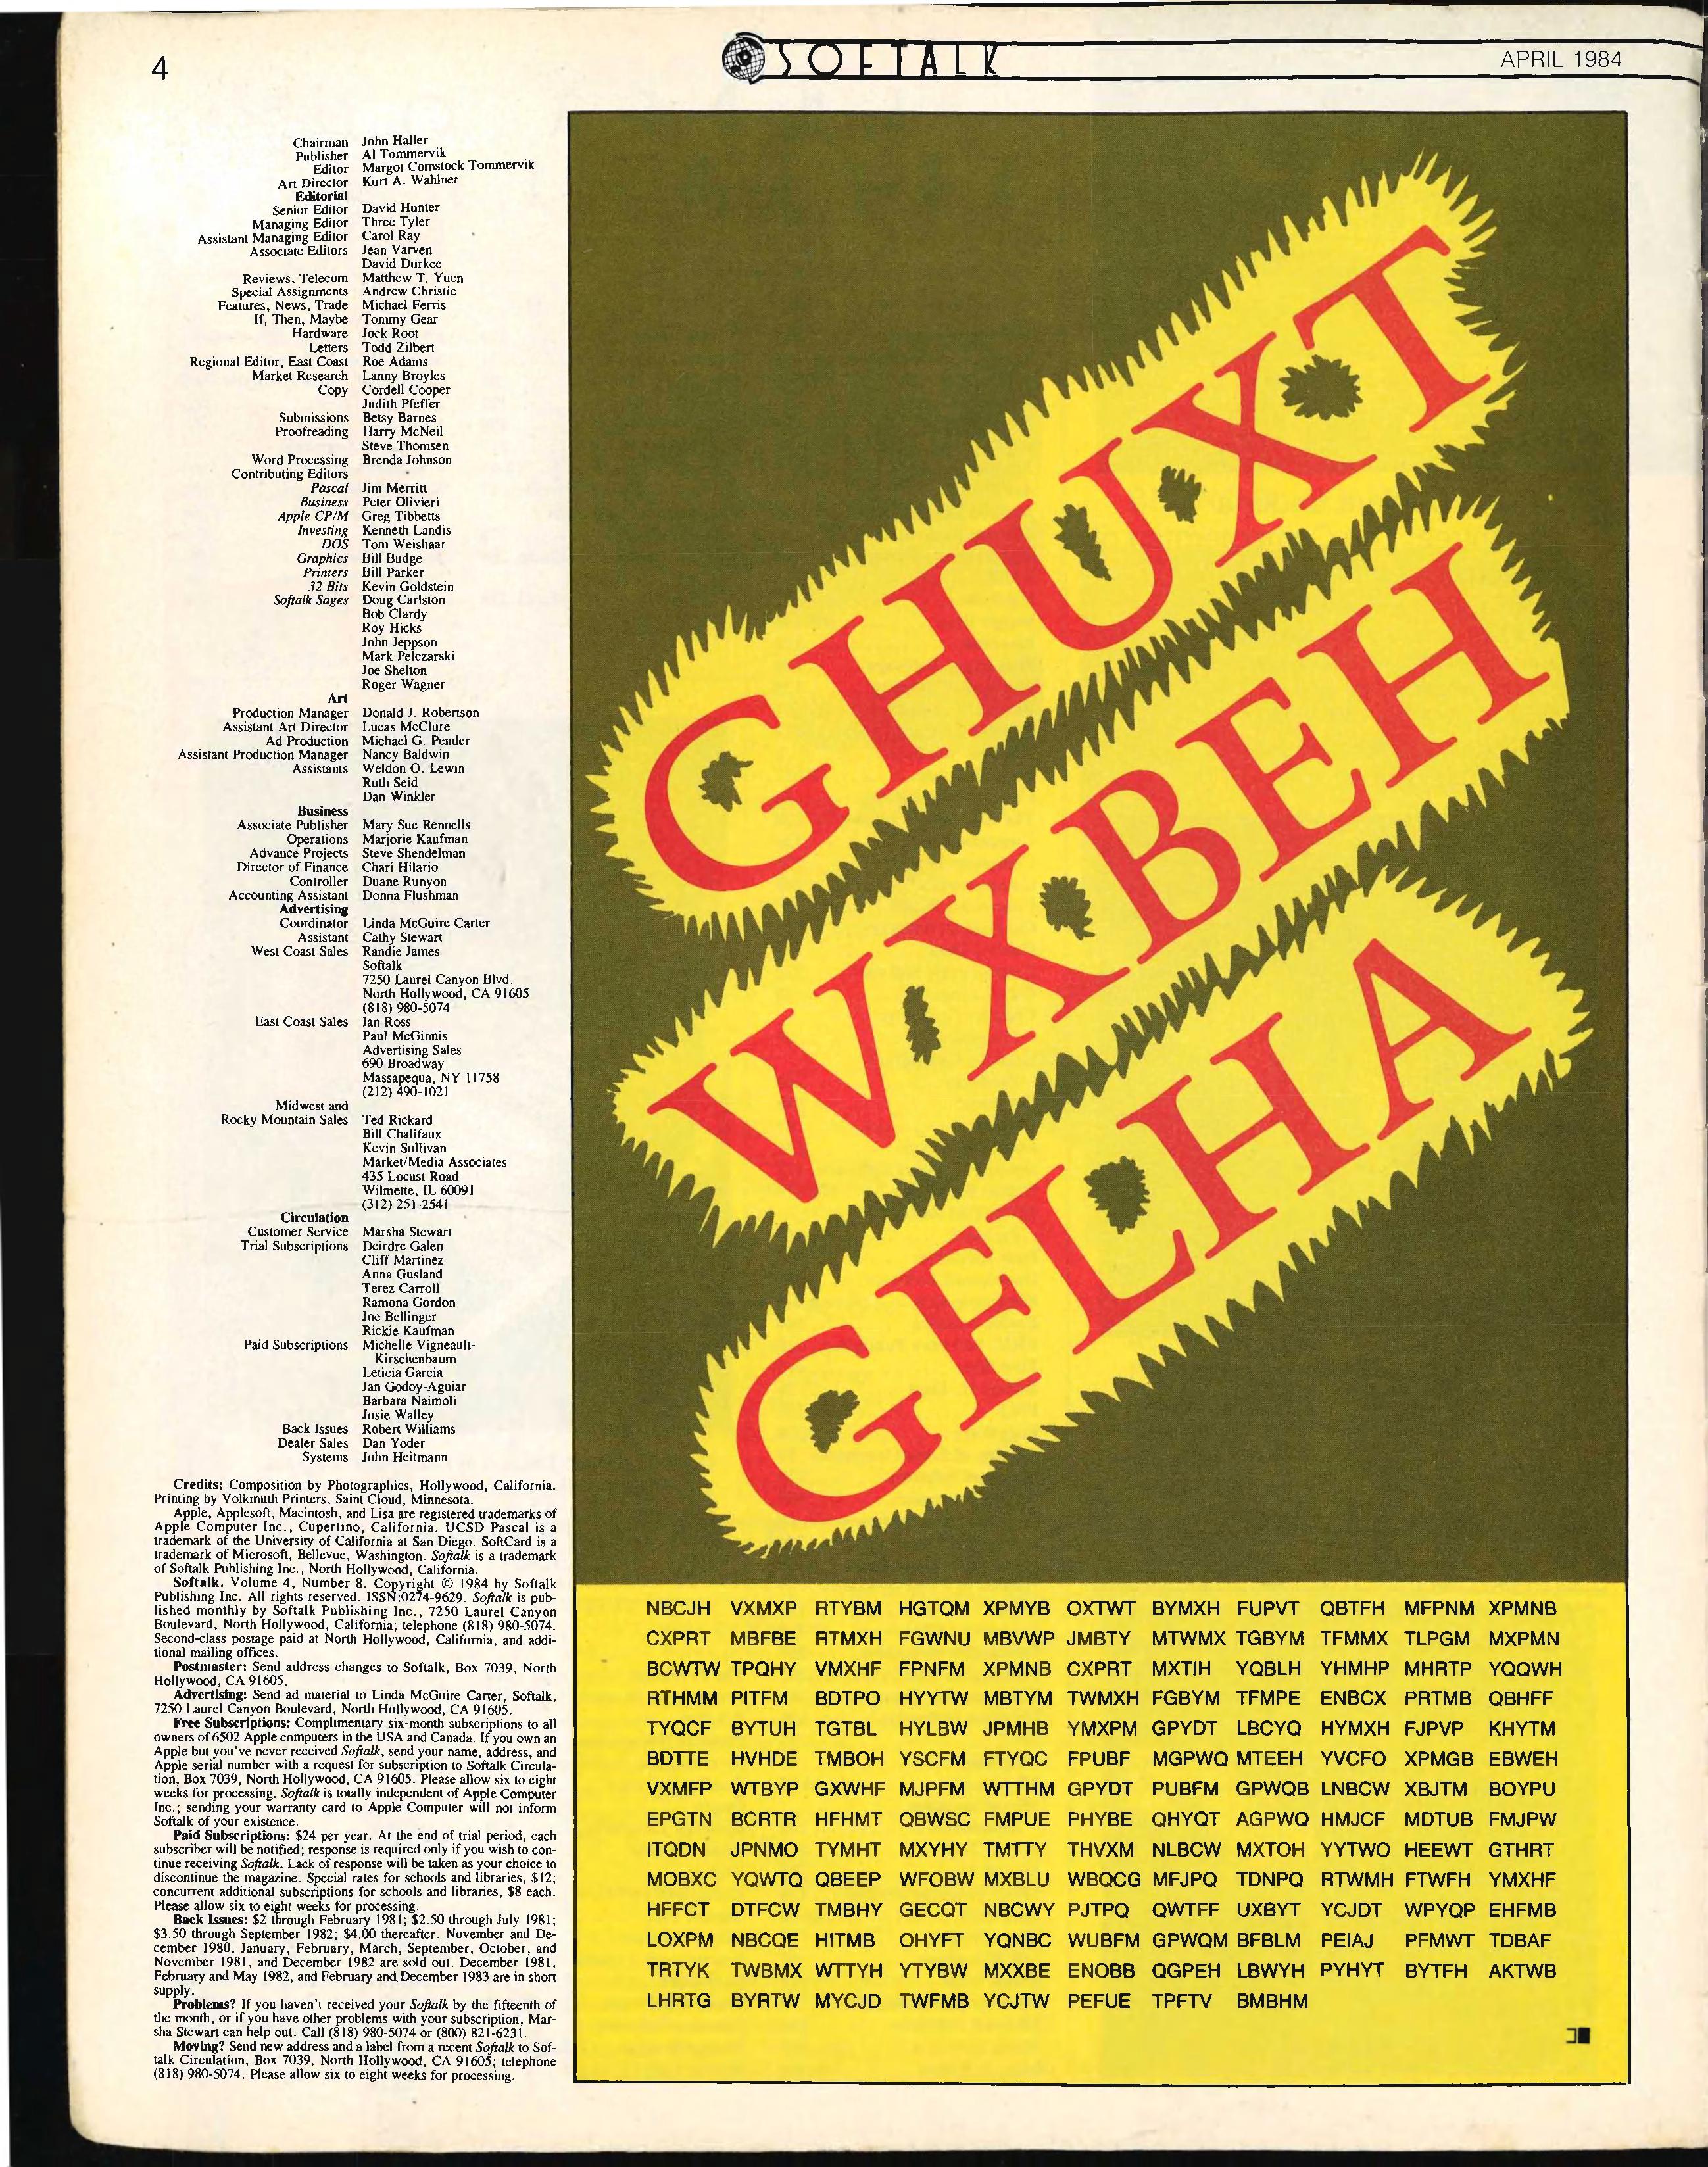 4
SOFTALK
APRIL 1984
Chairman John Haller
Publisher Al Tommervik
Editor Margot Comstock Tommervik
Art Director Kurt A. Wahlner
Editorial
Senior Editor David Hunter
Managing Editor Three Tyler
Assistant Managing Editor Carol Ray
Associate Editors Jean Varven
David Durkee
Reviews, Telecom Matthew T. Yuen
Special Assignments Andrew Christie
Features, News, Trade Michael Ferris
If, Then, Maybe Tommy Gear
Hardware Jock Root
Letters Todd Zilbert
Regional Editor, East Coast Roe Adams
Market Research Lanny Broyles
Copy Cordell Cooper
Judith Pfeffer
Submissions Betsy Barnes
Proofreading Harry McNeil
Steve Thomsen
Word Processing Brenda Johnson
Contributing Editors
Pascal Jim Merritt
Business Peter Olivieri
Apple CP/M Greg Tibbetts
Investing Kenneth Landis
DOS Tom Weishaar
Graphics Bill Budge
Printers Bill Parker
32 Bits Kevin Goldstein
Softalk Sages Doug Carlston
Bob Clardy
Roy Hicks
John Jeppson
Mark Pelczarski
Joe Shelton
Roger Wagner
Art
Production Manager Donald J. Robertson
Assistant Art Director Lucas McClure
Ad Production Michael G. Pender
Assistant Production Manager Nancy Baldwin
Assistants Weldon O. Lewin
Ruth Seid
Dan Winkler
Business
Associate Publisher Mary Sue Rennells
Operations Marjorie Kaufman
Advance Projects Steve Shendelman
Director of Finance Chari Hilario
Controller Duane Runyon
Accounting Assistant Donna Flushman
Advertising
Coordinator Linda McGuire Carter
Assistant Cathy Stewart
West Coast Sales Randie James
Softalk
7250 Laurel Canyon Blvd.
North Hollywood, CA 91605
(818) 980-5074
East Coast Sales Ian Ross
Paul McGinnis
Advertising Sales
690 Broadway
Massapequa, NY 11758
(212) 490-1021
Midwest and
Rocky Mountain Sales Ted Rickard
Bill Chalifaux
Kevin Sullivan
Market/Media Associates
435 Locust Road
Wilmette, IL 60091
(312) 251-2541
Circulation
Customer Service Marsha Stewart
Trial Subscriptions Deirdre Galen
Cliff Martinez
Anna Gusland
Terez Carroll
Ramona Gordon
Joe Bellinger
Rickie Kaufman
Paid Subscriptions Michelle Vigneault-
Kirschenbaum
Leticia Garcia
Jan Godoy-Aguiar
Barbara Naimoli
Josie Walley
Back Issues Robert Williams
Dealer Sales Dan Yoder
Systems John Heitmann
Credits: Composition by Photographics, Hollywood, California.
Printing by Volkmuth Printers, Saint Cloud, Minnesota.
Apple, Applesoft, Macintosh, and Lisa are registered trademarks of
Apple Computer Inc., Cupertino, California. UCSD Pascal is a
trademark of the University of California at San Diego. SoftCard is a
trademark of Microsoft, Bellevue, Washington. Softalk is a trademark
of Softalk Publishing Inc., North Hollywood, California.
Softalk. Volume 4, Number 8. Copyright © 1984 by Softalk
Publishing Inc. All rights reserved. ISSN:0274-9629. Softalk is pub-
lished monthly by Softalk Publishing Inc., 7250 Laurel Canyon
Boulevard, North Hollywood, California; telephone (818) 980-5074.
Second-class postage paid at North Hollywood, California, and addi-
tional mailing offices.
Postmaster: Send address changes to Softalk, Box 7039, North
Hollywood, CA 91605.
Advertising: Send ad material to Linda McGuire Carter, Softalk,
7250 Laurel Canyon Boulevard, North Hollywood, CA 91605.
Free Subscriptions: Complimentary six-month subscriptions to all
owners of 6502 Apple computers in the USA and Canada. If you own an
Apple but you've never received Softalk, send your name, address, and
Apple serial number with a request for subscription to Softalk Circula-
tion, Box 7039, North Hollywood, CA 91605. Please allow six to eight
weeks for processing. Softalk is totally independent of Apple Computer
Inc.; sending your warranty card to Apple Computer will not inform
Softalk of your existence.
Paid Subscriptions: $24 per year. At the end of trial period, each
subscriber will be notified; response is required only if you wish to con-
tinue receiving Softalk. Lack of response will be taken as your choice to
discontinue the magazine. Special rates for schools and libraries, $12;
concurrent additional subscriptions for schools and libraries, $8 each.
Please allow six to eight weeks for processing.
Back Issues: $2 through February 1981; $2.50 through July 1981;
$3.50 through September 1982; $4.00 thereafter. November and De-
cember 1980, January, February, March, September, October, and
November 1981, and December 1982 are sold out. December 1981,
February and May 1982, and February and December 1983 are in short
supply.
Problems? If you haven't received your Softalk by the fifteenth of
the month, or if you have other problems with your subscription, Mar-
sha Stewart can help out. Call (818) 980-5074 or (800) 821-6231.
Moving? Send new address and a label from a recent Softalk to Sof-
talk Circulation, Box 7039, North Hollywood, CA 91605; telephone
(818) 980-5074. Please allow six to eight weeks for processing.
GHUXT
WXBEH
GFLHA
NBCJH VXMXP RTYBM HGTQM XPMYB OXTWT BYMXH FUPVT QBTFH MFPNM XPMNB
CXPRT MBFBE RTMXH FGWNU MBVWP JMBTY MTWMX TGBYM TFMMX TLPGM MXPMN
BCWTW TPQHY VMXHF FPNFM XPMNB CXPRT MXTIH YQBLH YHMHP MHRTP YQQWH
RTHMM PITFM BDTPO HYYTW MBTYM TWMXH FGBYM TFMPE ENBCX PRTMB QBHFF
TYQCF BYTUH TGTBL HYLBW JPMHB YMXPM GPYDT LBCYQ HYMXH FJPVP KHYTM
BDTTE HVHDE TMBOH YSCFM FTYQC FPUBF MGPWQ MTEEH YVCFO XPMGB EBWEH
VXMFP WTBYP GXWHF MJPFM WTTHM GPYDT PUBFM GPWQB LNBCW XBJTM BOYPU
EPGTN BCRTR HFHMT QBWSC FMPUE PHYBE QHYQT AGPWQ HMJCF MDTUB FMJPW
ITQDN JPNMO TYMHT MXYHY TMTTY THVXM NLBCW MXTOH YYTWO HEEWT GTHRT
MOBXC YQWTQ QBEEP WFOBW MXBLU WBQCG MFJPQ TDNPQ RTWMH FTWFH YMXHF
HFFCT DTFCW TMBHY GECQT NBCWY PJTPQ QWTFF UXBYT YCJDT WPYQP EHFMB
LOXPM NBCQE HITMB OHYFT YQNBC WUBFM GPWQM BFBLM PEIAJ PFMWT TDBAF
TRTYK TWBMX WTTYH YTYBW MXXBE ENOBB QGPEH LBWYH PYHYT BYTFH AKTWB
LHRTG BYRTW MYCJD TWFMB YCJTW PEFUE TPFTV BMBHM